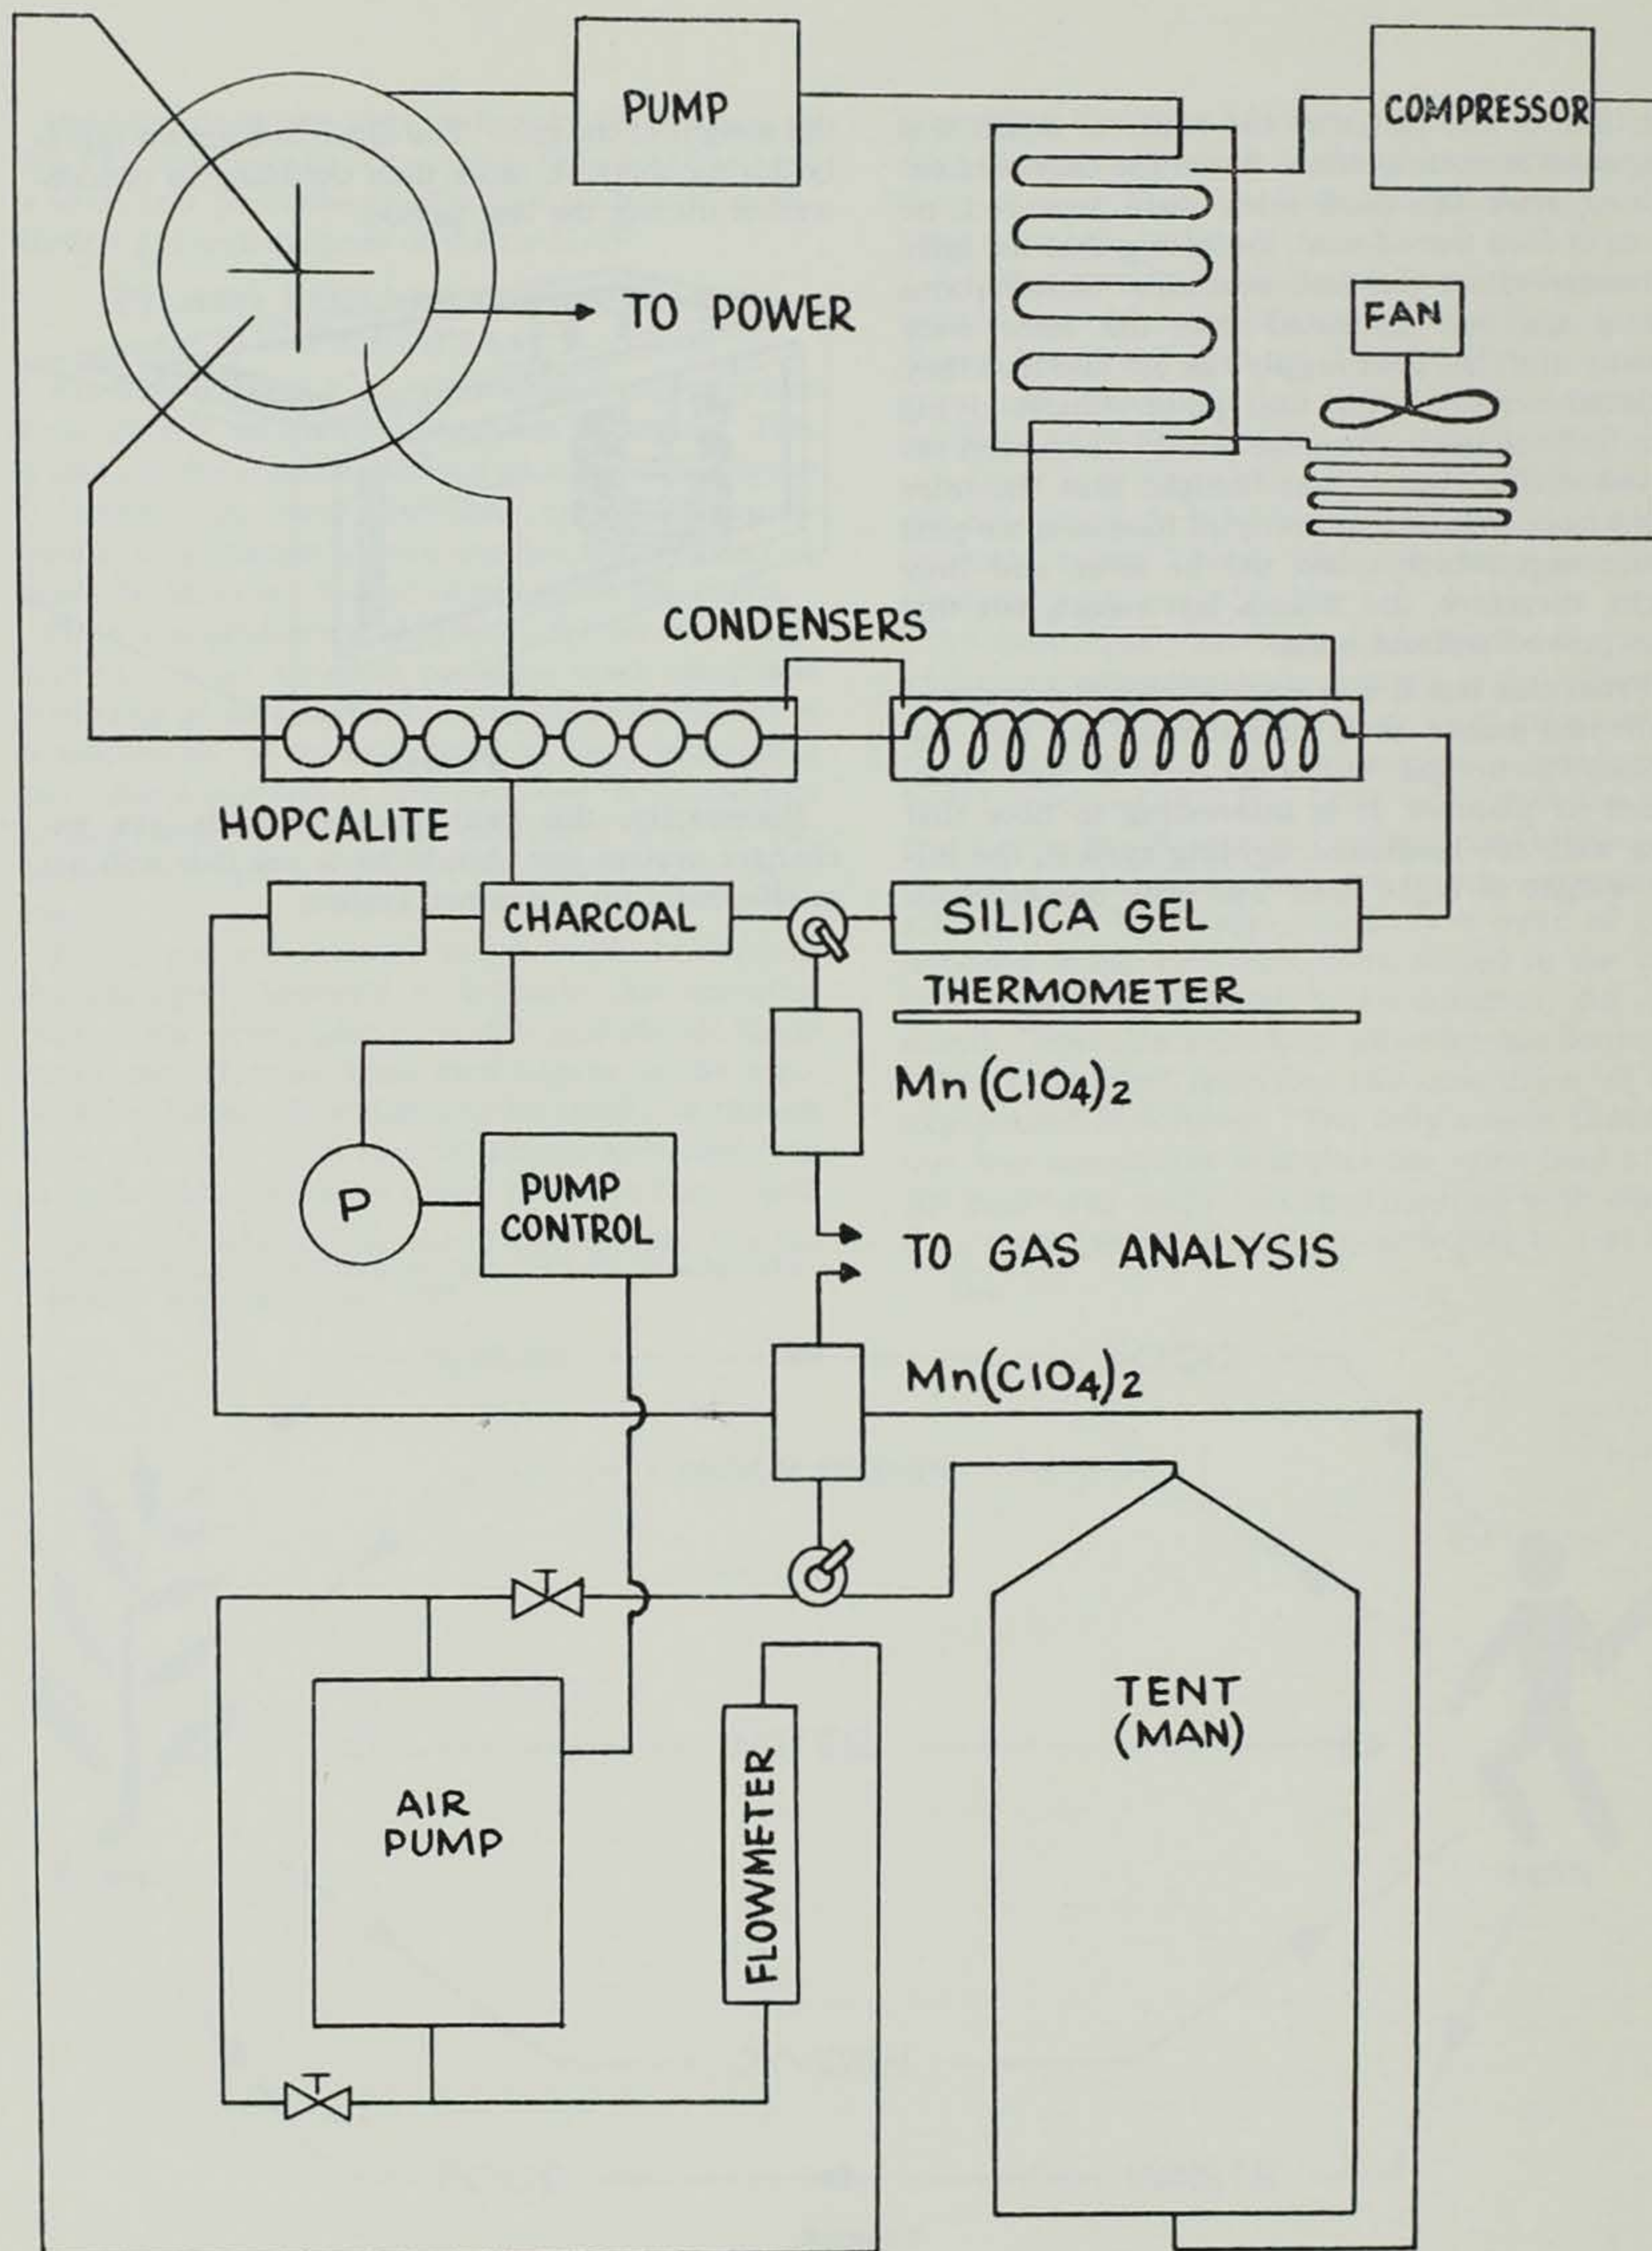 PUMP
COMPRESSOR
FAN
TO POWER
CONDENSERS
HOPCALITE
CHARCOAL
SILICA GEL
THERMOMETER
Mn(ClO4)2
P
PUMP
CONTROL
TO GAS ANALYSIS
Mn(ClO4)2
TENT
(MAN)
AIR
PUMP
FLOWMETER